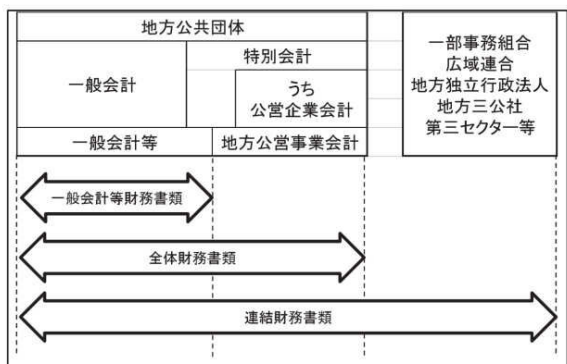 地方公共団体
一般会計
特別会計
うち
公営企業会計
一般会計等
地方公営事業会計
一部事務組合
広域連合
地方独立行政法人
地方三公社
第三セクター等
一般会計等財務書類
全体財務書類
連結財務書類